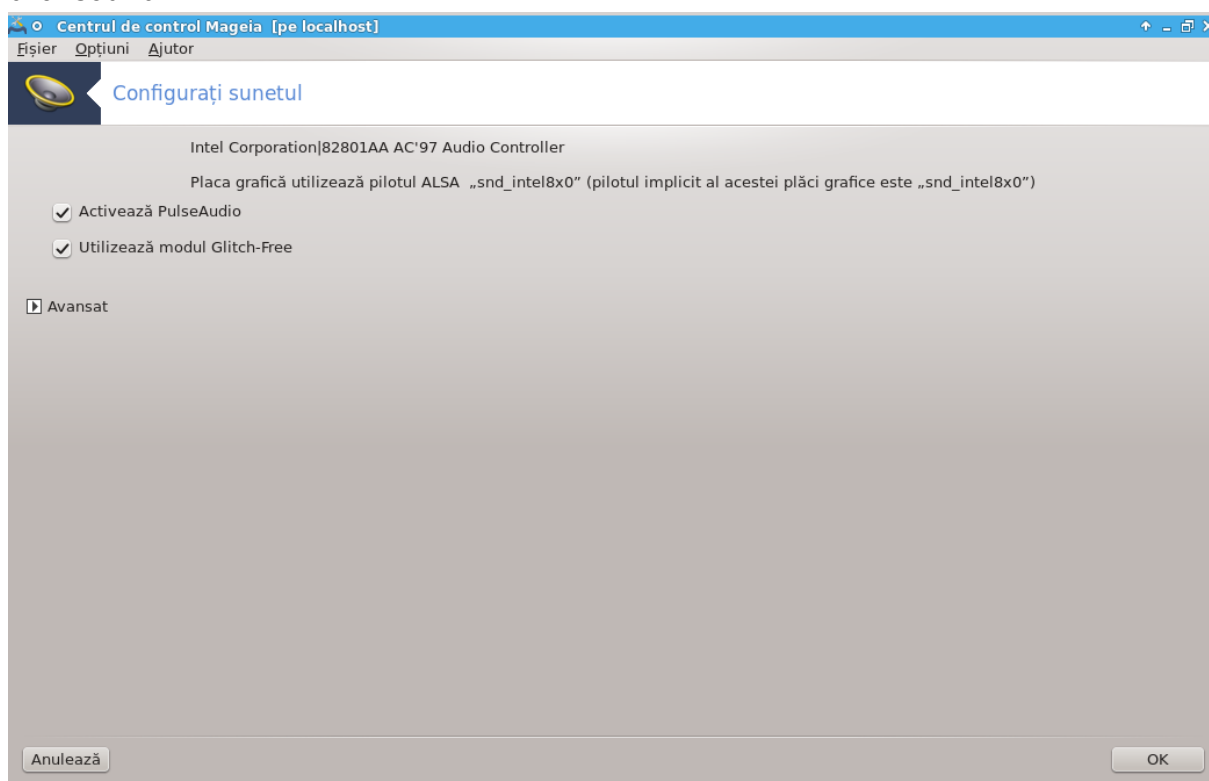 Centrul de control Mageia [pe localhost]
Fișier Opțiuni Ajutor
Configurați sunetul
Intel Corporation|82801AA AC'97 Audio Controller
Placa grafică utilizează pilotul ALSA „snd_intel8x0” (pilotul implicit al acestei plăci grafice este „snd_intel8x0”)
Activează PulseAudio
Utilizează modul Glitch-Free
Avansat
Anulează OK